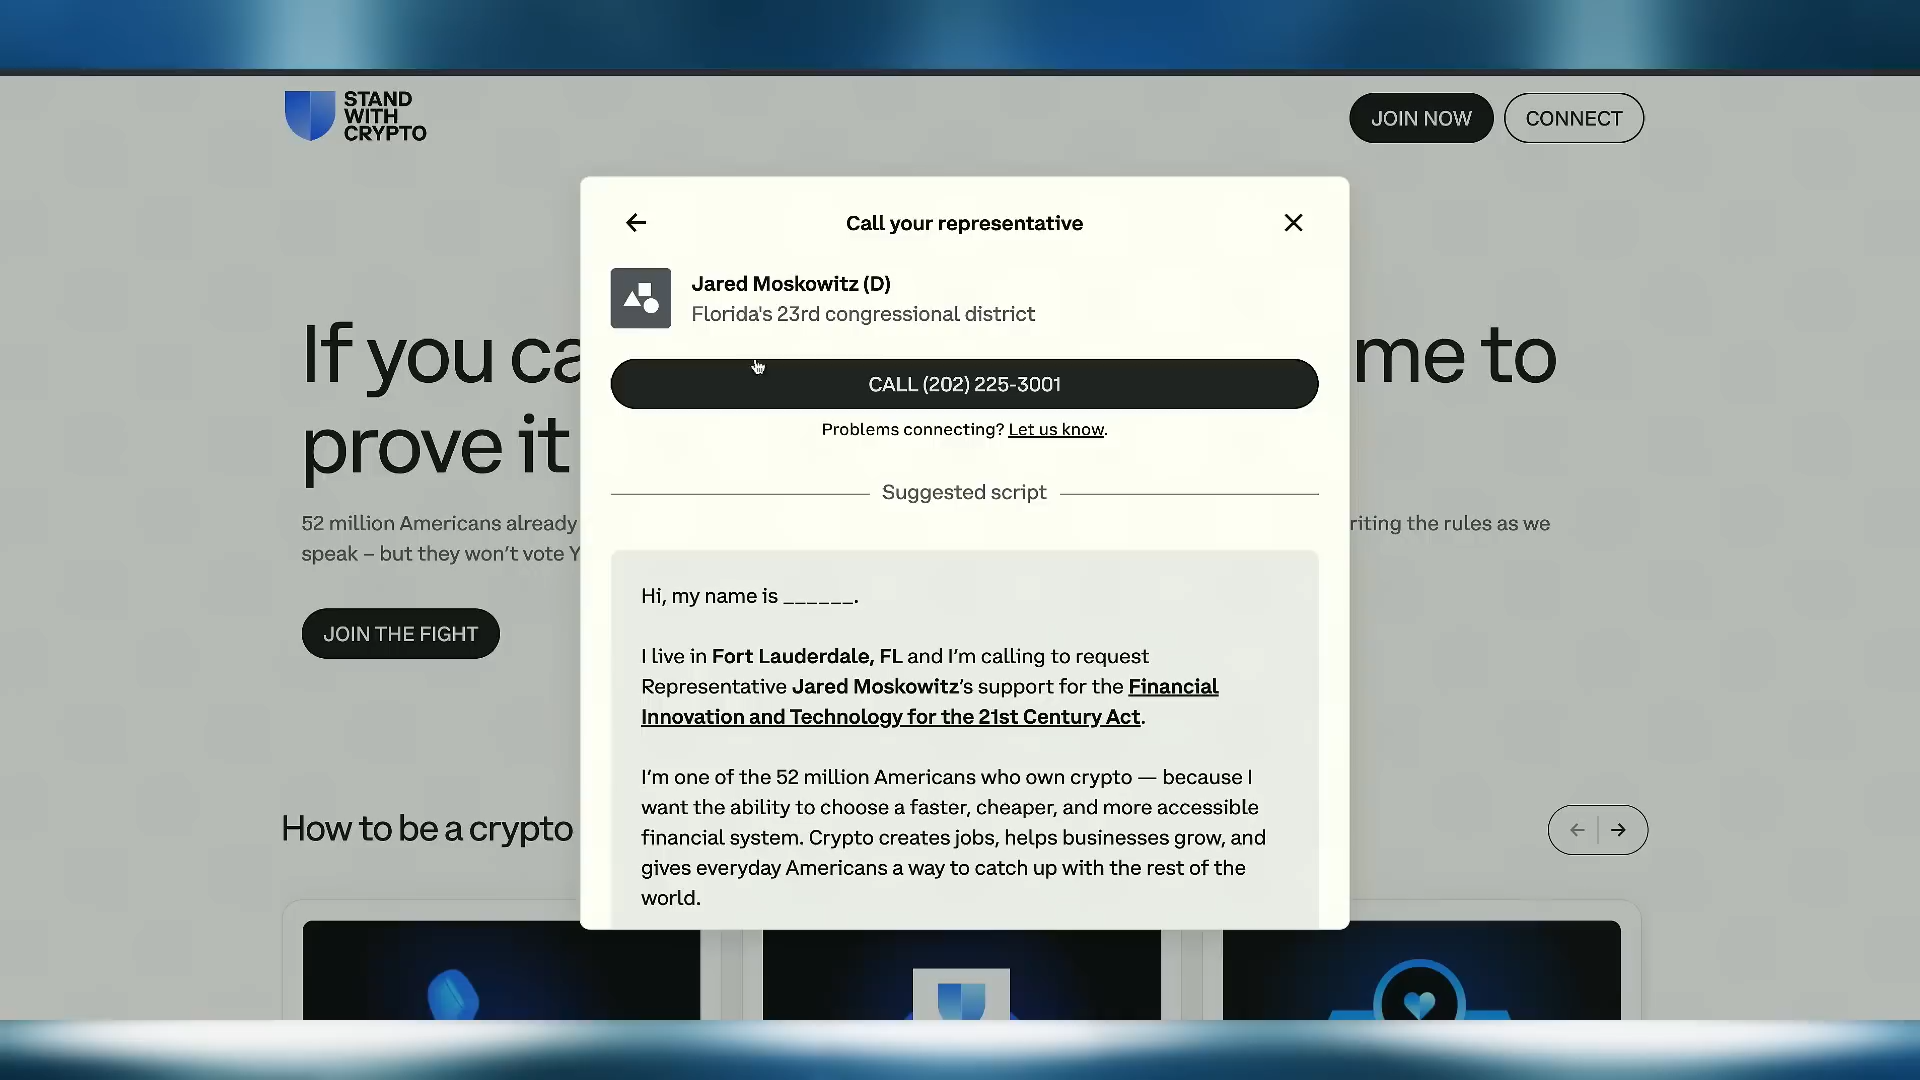 STAND
WITH
CRYPTO
JOIN NOW
CONNECT
Call your representative
Jared Moskowitz (D)
Florida's 23rd congressional district
CALL (202) 225-3001
Problems connecting? Let us know.
Suggested script
Hi, my name is ______.
I live in Fort Lauderdale, FL and I'm calling to request
Representative Jared Moskowitz's support for the Financial
Innovation and Technology for the 21st Century Act.
I'm one of the 52 million Americans who own crypto — because I
want the ability to choose a faster, cheaper, and more accessible
financial system. Crypto creates jobs, helps businesses grow, and
gives everyday Americans a way to catch up with the rest of the
world.
If you me to
prove it
52 million Americans already the rules as we
speak – but they won't vote
JOIN THE FIGHT
How to be a crypto